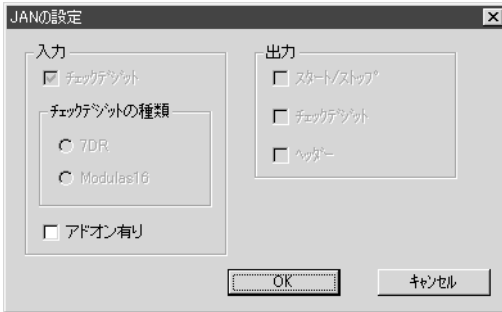 JANの設定
入力
ﾁｪｯｸﾃﾞｼﾞｯﾄ
ﾁｪｯｸﾃﾞｼﾞｯﾄの種類
7DR
Modulas16
アドオン有り
出力
ｽﾀｰﾄ/ｽﾄｯﾌﾟ
ﾁｪｯｸﾃﾞｼﾞｯﾄ
ﾍｯﾀﾞｰ
OK
ｷｬﾝｾﾙ